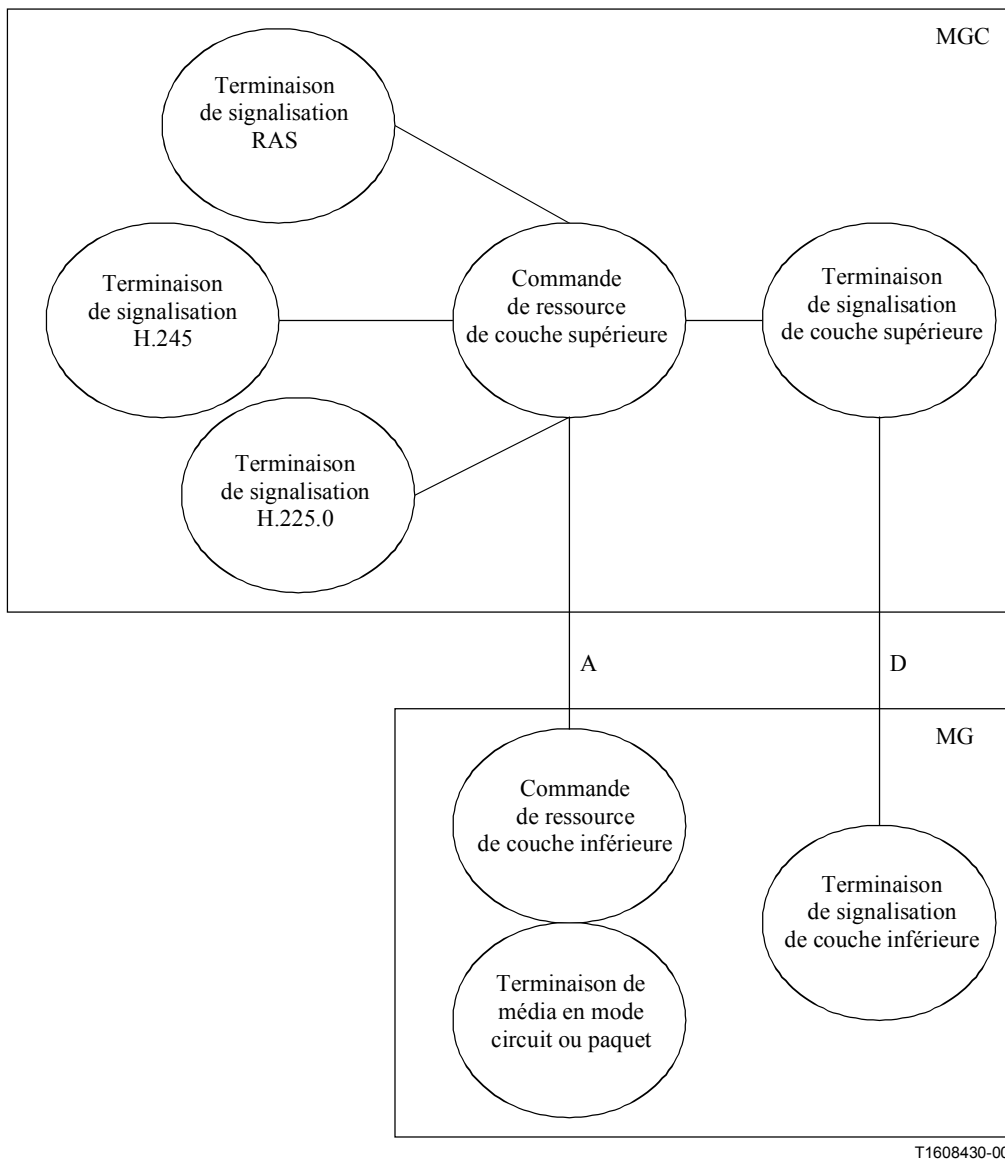 MGC
Terminaison
de signalisation
RAS
Terminaison
de signalisation
H.245
Commande
de ressource
de couche supérieure
Terminaison
de signalisation
de couche supérieure
Terminaison
de signalisation
H.225.0
A
D
MG
Commande
de ressource
de couche inférieure
Terminaison
de signalisation
de couche inférieure
Terminaison de
média en mode
circuit ou paquet
T1608430-00